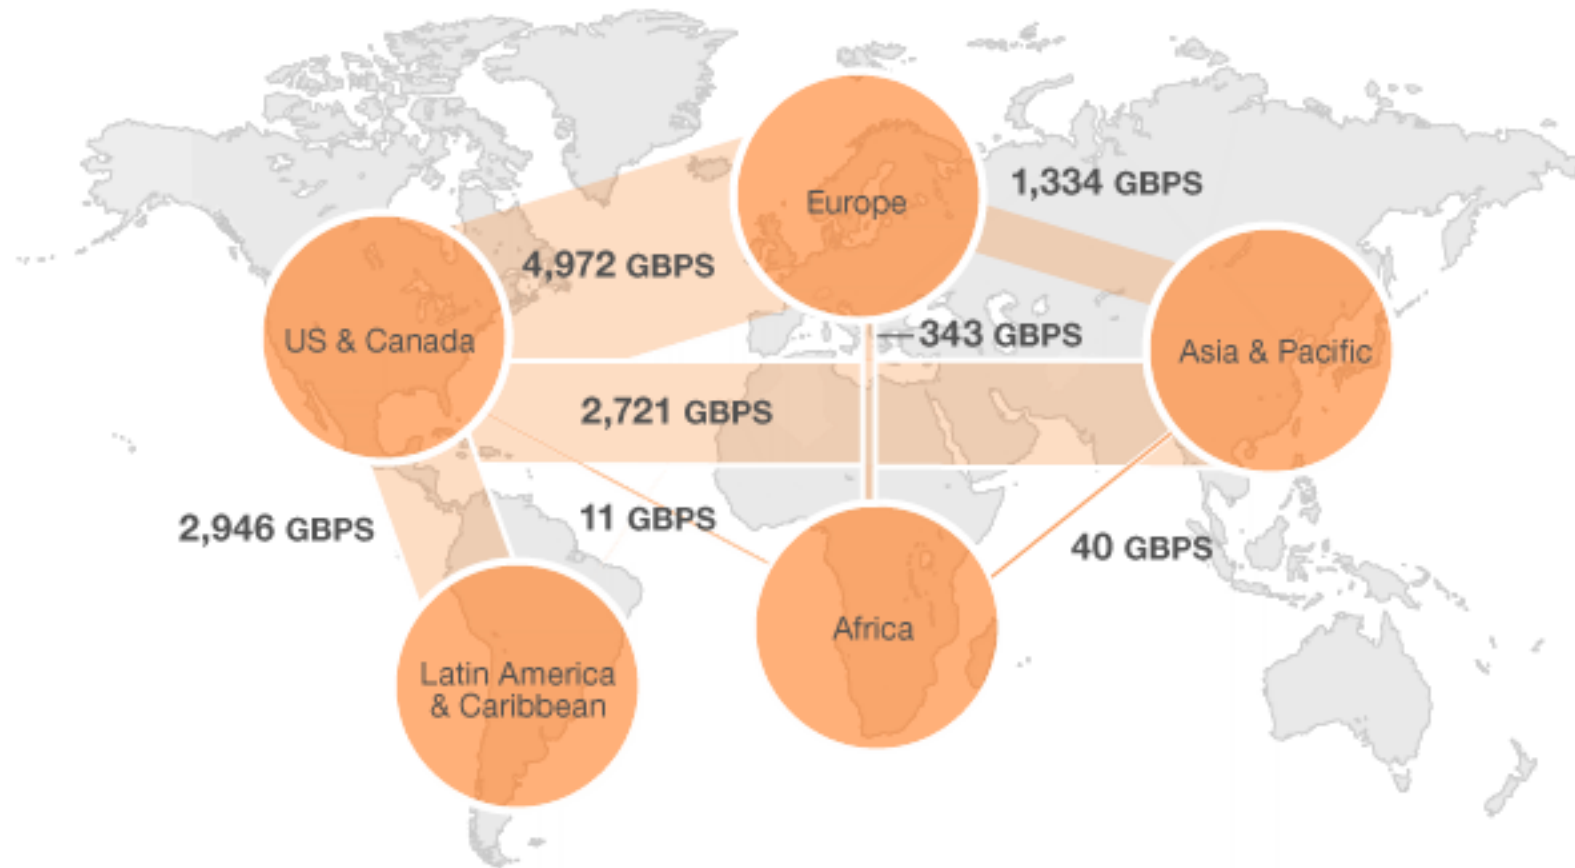 Europe
1,334 GBPS
4,972 GBPS
US & Canada
343 GBPS
Asia & Pacific
2,721 GBPS
2,946 GBPS
11 GBPS
40 GBPS
Africa
Latin America
& Caribbean